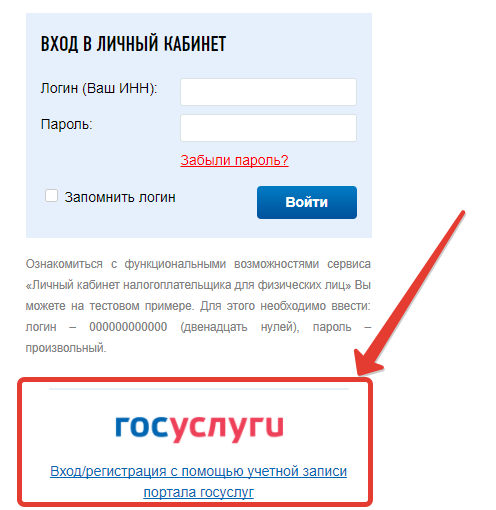 ВХОД В ЛИЧНЫЙ КАБИНЕТ
Логин (Ваш ИНН):
Пароль:
Забыли пароль?
Запомнить логин
Войти
Ознакомиться с функциональными возможностями сервиса
«Личный кабинет налогоплательщика для физических лиц» Вы
можете на тестовом примере. Для этого необходимо ввести:
логин – 000000000000 (двенадцать нулей), пароль –
произвольный.
госуслуги
Вход/регистрация с помощью учетной записи
портала госуслуг